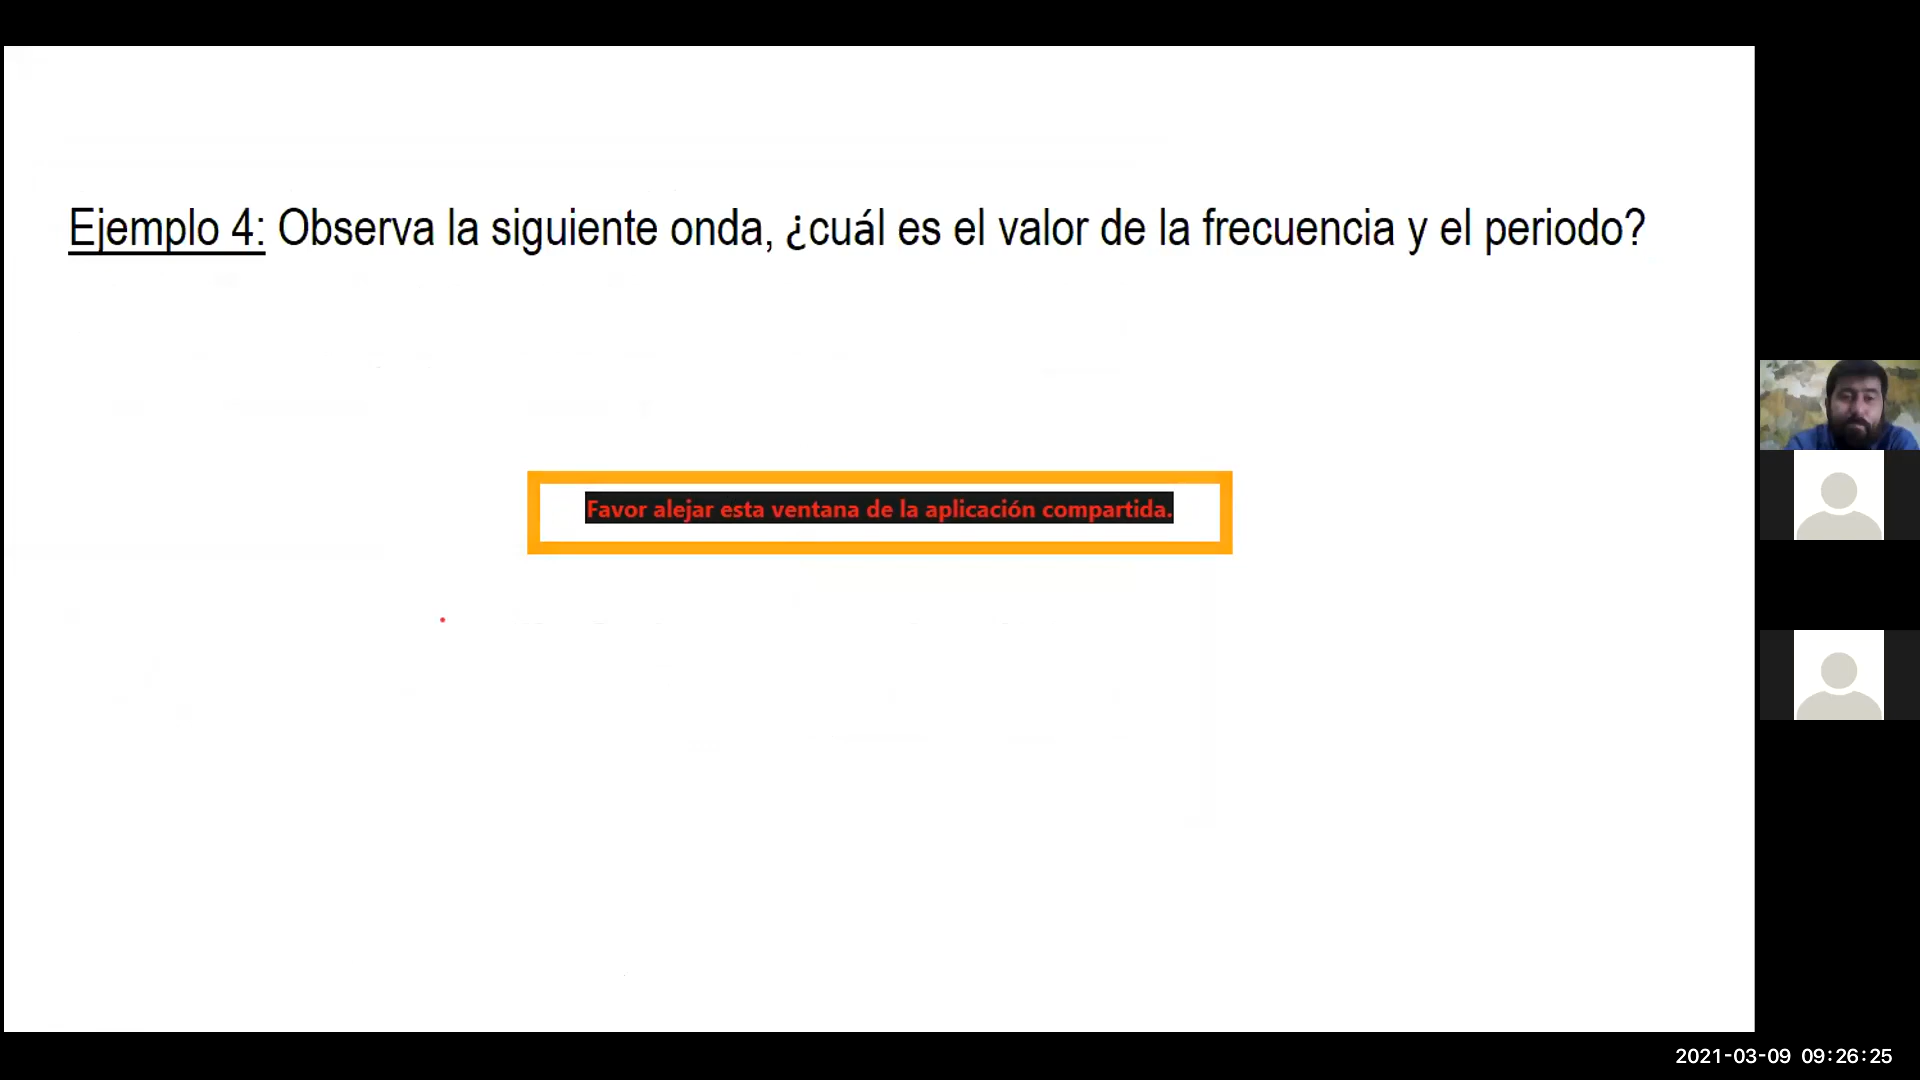 Ejemplo 4: Observa la siguiente onda, ¿cuál es el valor de la frecuencia y el periodo?
Favor alejar esta ventana de la aplicación compartida.
2021-03-09 09:26:25